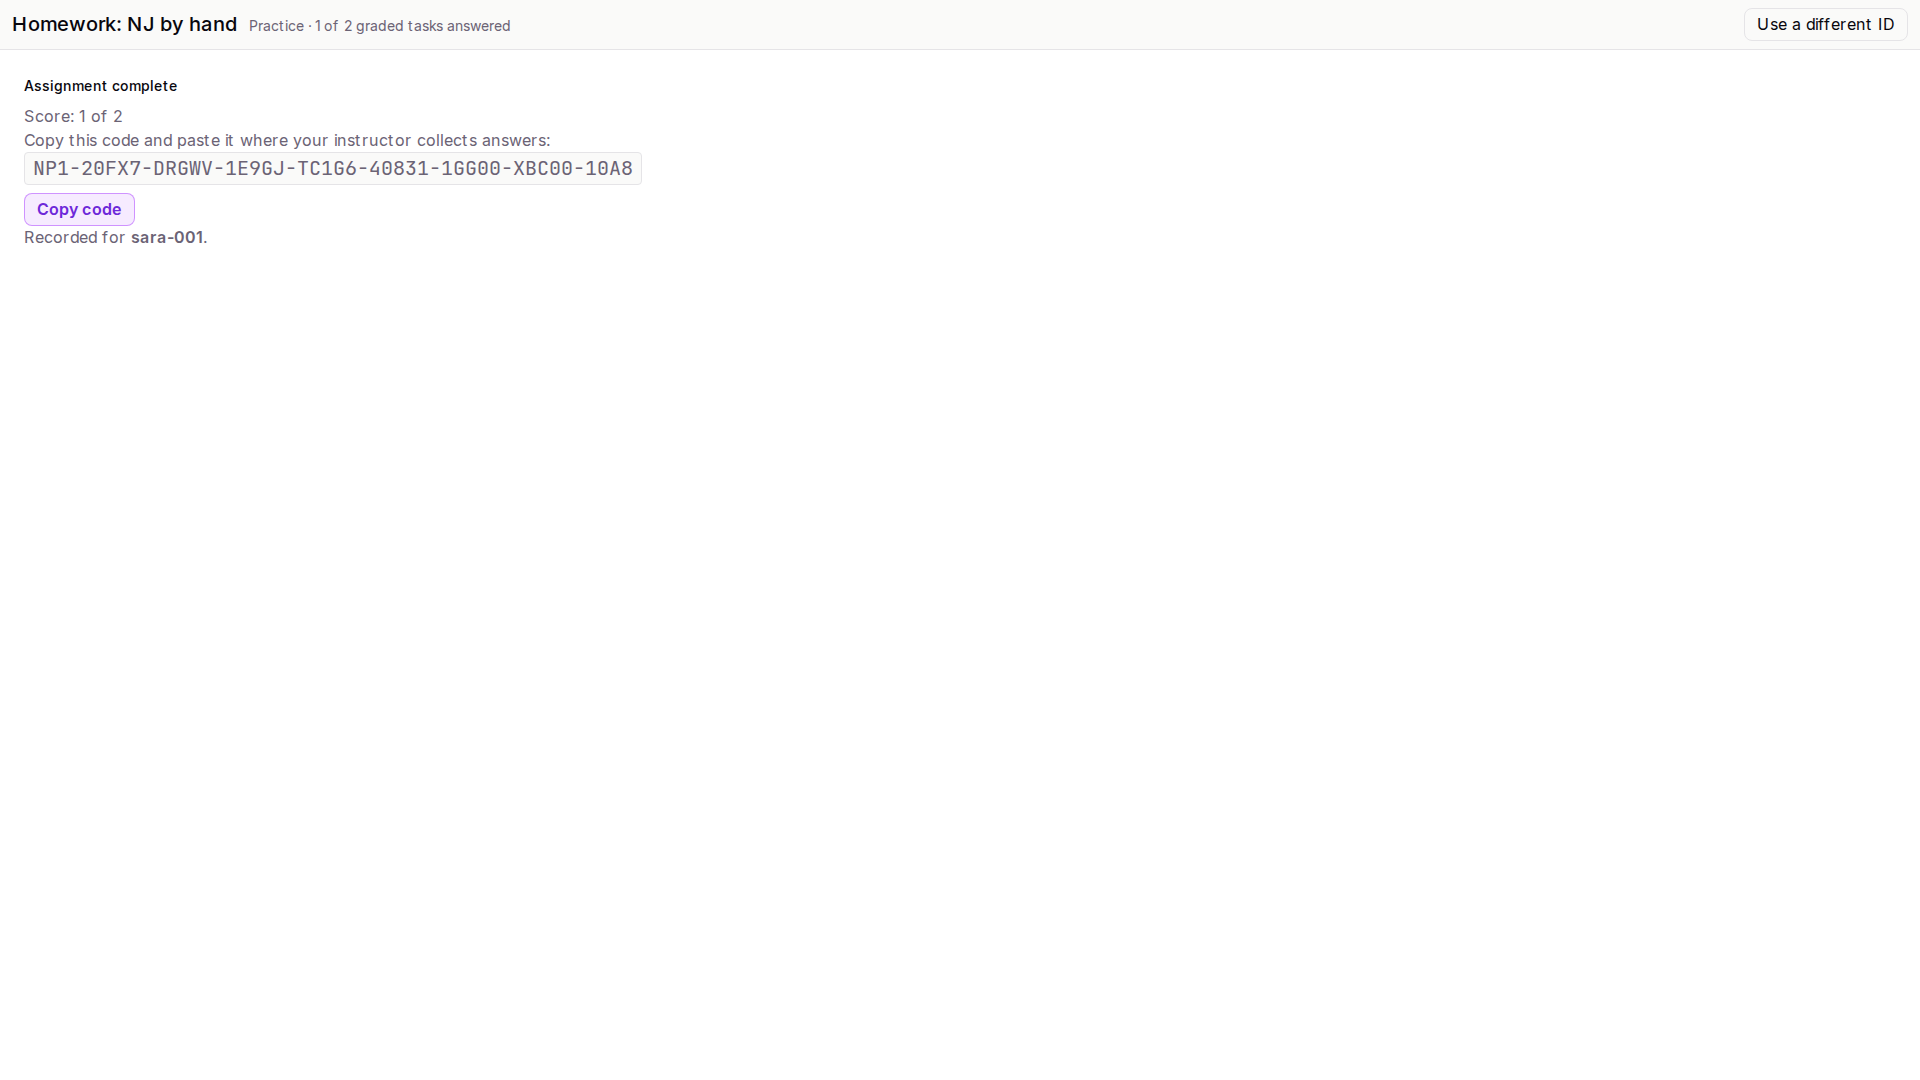 Homework: NJ by hand Practice · 1 of 2 graded tasks answered Use a different ID
Assignment complete
Score: 1 of 2
Copy this code and paste it where your instructor collects answers:
NP1-20FX7-DRGWV-1E9GJ-TC1G6-40831-1GG00-XBC00-10A8
Copy code
Recorded for sara-001.